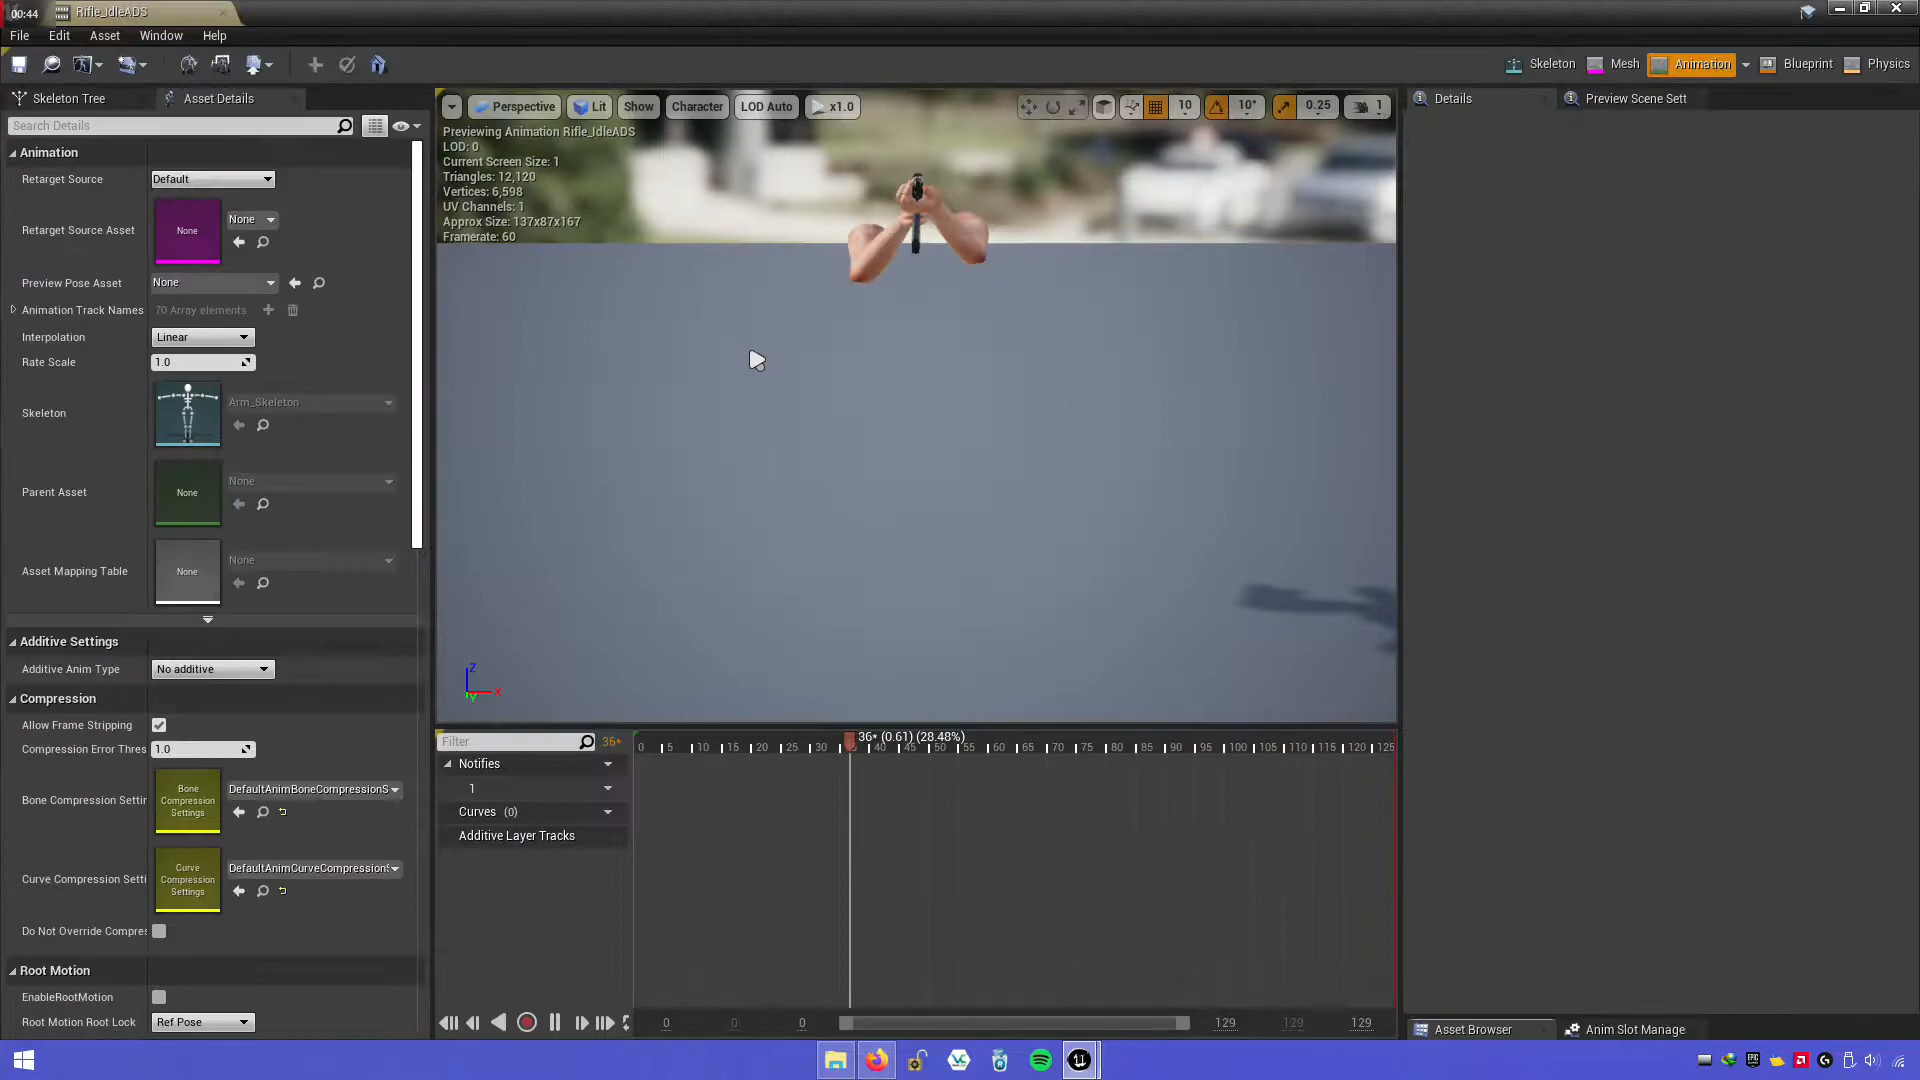 00:44
Rifle_IdleADS
File Edit Asset Window Help
Skeleton Mesh Animation Blueprint Physics
Skeleton Tree
Asset Details
Search Details
Animation
Retarget Source Default
Retarget Source Asset None None
Preview Pose Asset None
Animation Track Names 70 Array elements
Interpolation Linear
Rate Scale 1.0
Skeleton Arm_Skeleton
Parent Asset None None
Asset Mapping Table None None
Additive Settings
Additive Anim Type No additive
Compression
Allow Frame Stripping
Compression Error Thres 1.0
Bone Compression Settin Bone Compression Settings DefaultAnimBoneCompressionS
Curve Compression Setti Curve Compression Settings DefaultAnimCurveCompressionS
Do Not Override Compres
Root Motion
EnableRootMotion
Root Motion Root Lock Ref Pose
Perspective Lit Show Character LOD Auto x1.0
10 10° 0.25 1
Previewing Animation Rifle_IdleADS
LOD: 0
Current Screen Size: 1
Triangles: 12,120
Vertices: 6,598
UV Channels: 1
Approx Size: 137x87x167
Framerate: 60
Z
X
Y
Filter 36*
36* (0.61) (28.48%)
0 5 10 15 20 25 30 35 40 45 50 55 60 65 70 75 80 85 90 95 100 105 110 115 120 125
Notifies
1
Curves (0)
Additive Layer Tracks
0 0 0 129 129 129
Details
Preview Scene Sett
Asset Browser
Anim Slot Manage